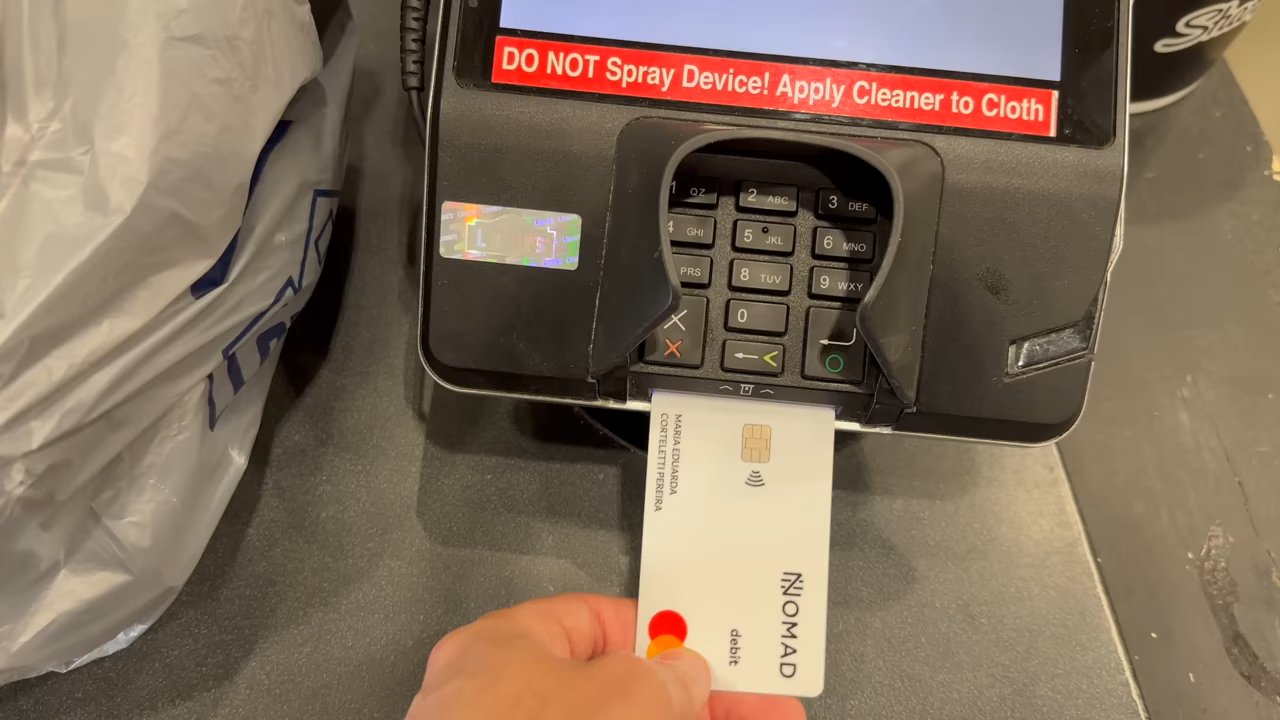 DO NOT Spray Device! Apply Cleaner to Cloth
1 QZ
2 ABC
3 DEF
4 GHI
5 JKL
6 MNO
PRS
8 TUV
9 WXY
0
MARIA EDUARDA
CORTELETTI PEREIRA
NOMAD
debit